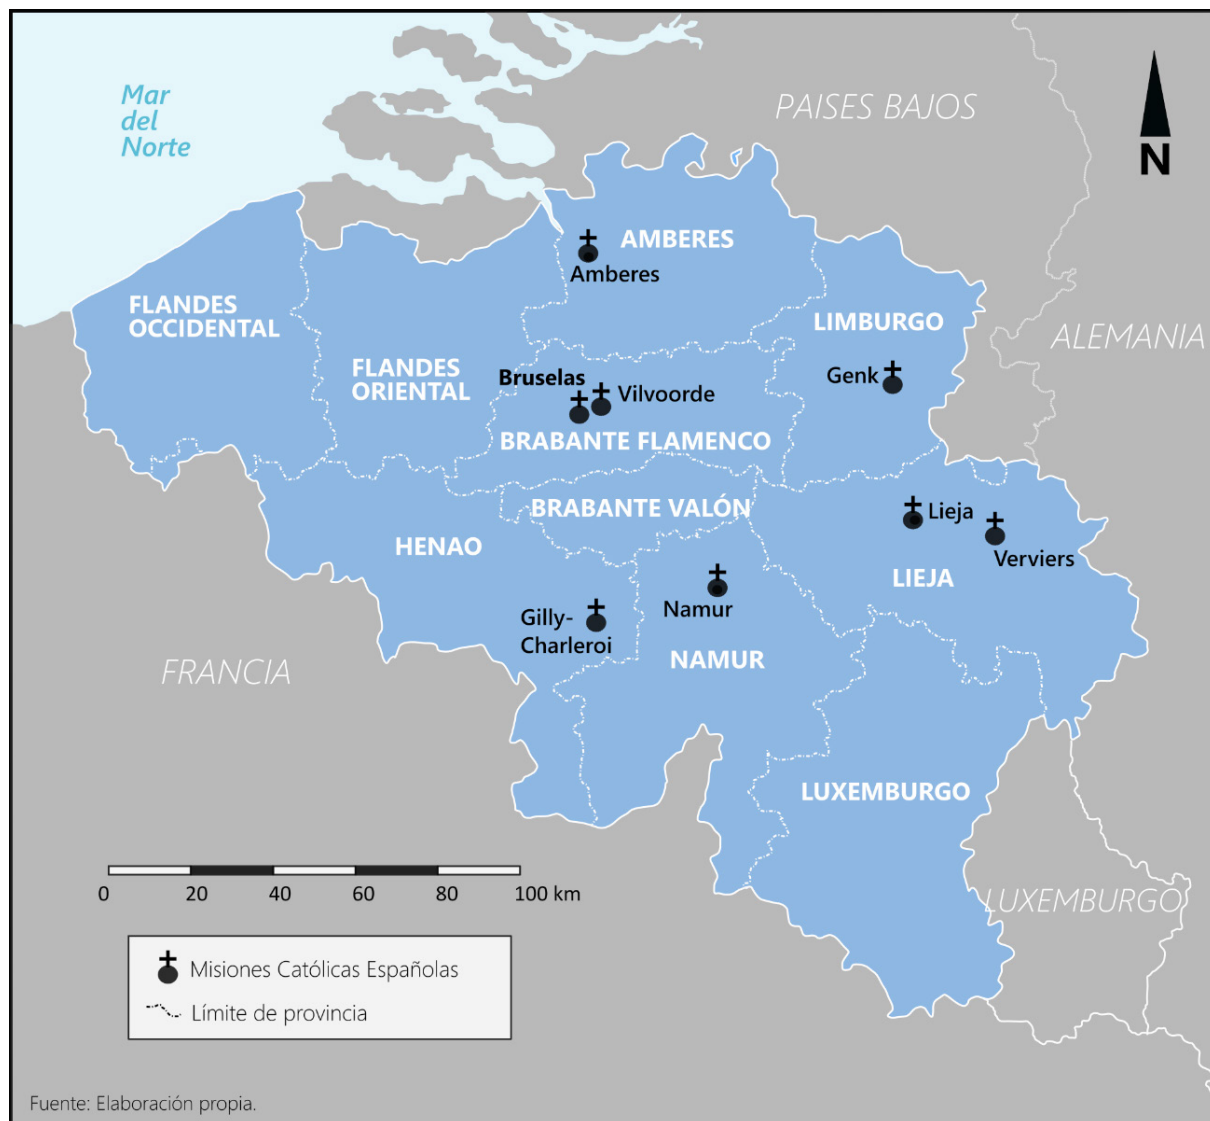 Mar
del
Norte
PAISES BAJOS
N
AMBERES
Amberes
FLANDES
OCCIDENTAL
LIMBURGO
ALEMANIA
FLANDES
ORIENTAL
Bruselas
Vilvoorde
Genk
BRABANTE FLAMENCO
BRABANTE VALÓN
Lieja
HENAO
Verviers
LIEJA
Namur
Gilly-
Charleroi
NAMUR
FRANCIA
LUXEMBURGO
0 20 40 60 80 100 km
LUXEMBURGO
Misiones Católicas Españolas
Límite de provincia
Fuente: Elaboración propia.